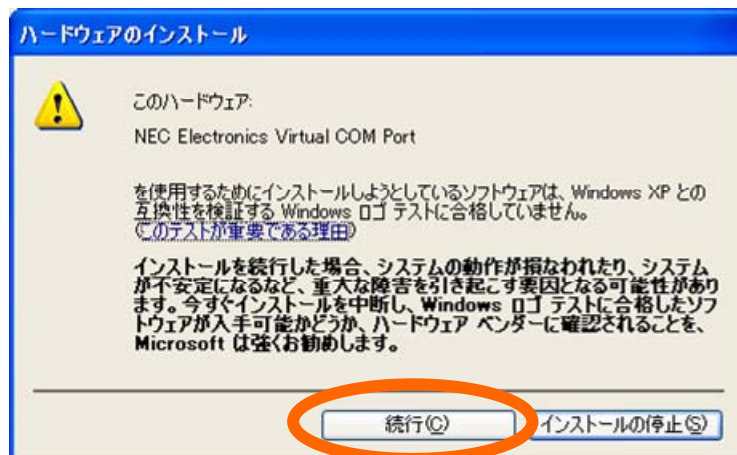 ハードウェアのインストール
このハードウェア:
NEC Electronics Virtual COM Port
を使用するためにインストールしようとしているソフトウェアは、Windows XP との
互換性を検証する Windows ロゴ テストに合格していません。
(このテストが重要である理由)
インストールを続行した場合、システムの動作が損なわれたり、システム
が不安定になるなど、重大な障害を引き起こす要因となる可能性があり
ます。今すぐインストールを中断し、Windows ロゴ テストに合格したソフ
トウェアが入手可能かどうか、ハードウェア ベンダーに確認されることを、
Microsoft は強くお勧めします。
続行(C)
インストールの停止(S)